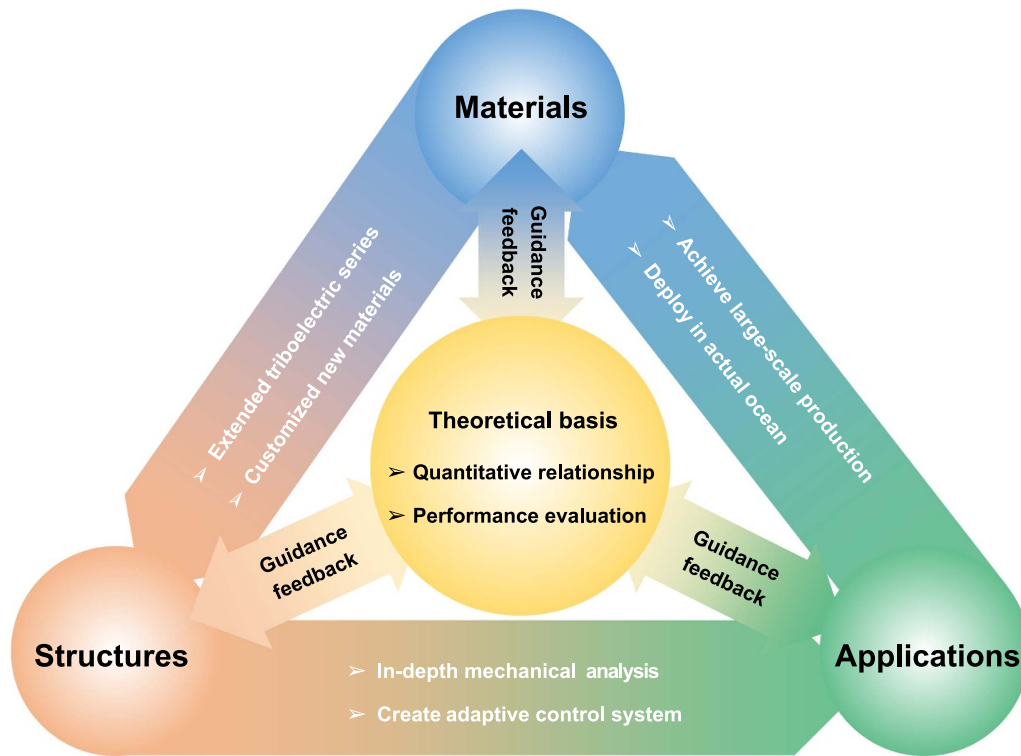 Materials
Guidance
feedback
➢ Extended triboelectric series
➢ Customized new materials
➢ Achieve large-scale production
➢ Deploy in actual ocean
Theoretical basis
➢ Quantitative relationship
➢ Performance evaluation
Guidance
feedback
Guidance
feedback
Structures
➢ In-depth mechanical analysis
➢ Create adaptive control system
Applications